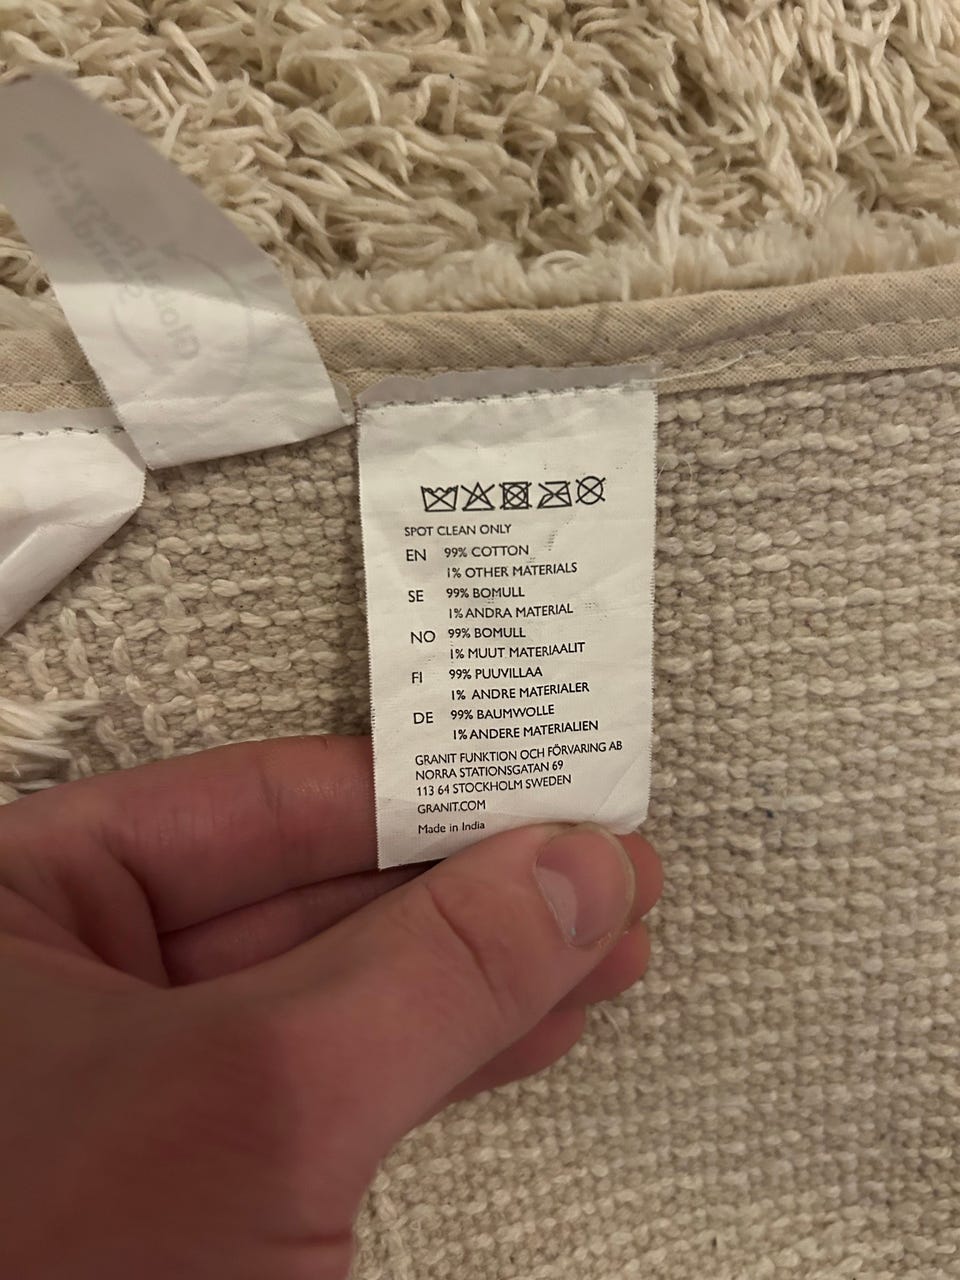 SPOT CLEAN ONLY
EN 99% COTTON
1% OTHER MATERIALS
SE 99% BOMULL
1% ANDRA MATERIAL
NO 99% BOMULL
1% MUUT MATERIAALIT
FI 99% PUUVILLAA
1% ANDRE MATERIALER
DE 99% BAUMWOLLE
1% ANDERE MATERIALIEN
GRANIT FUNKTION OCH FÖRVARING AB
NORRA STATIONSGATAN 69
113 64 STOCKHOLM SWEDEN
GRANIT.COM
Made in India